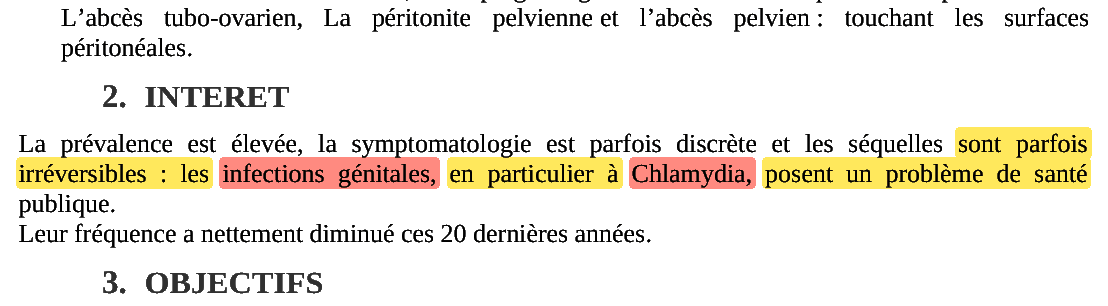 L’abcès tubo-ovarien, La péritonite pelvienne et l’abcès pelvien : touchant les surfaces
péritonéales.
2. INTERET
La prévalence est élevée, la symptomatologie est parfois discrète et les séquelles sont parfois
irréversibles : les infections génitales, en particulier à Chlamydia, posent un problème de santé
publique.
Leur fréquence a nettement diminué ces 20 dernières années.
3. OBJECTIFS